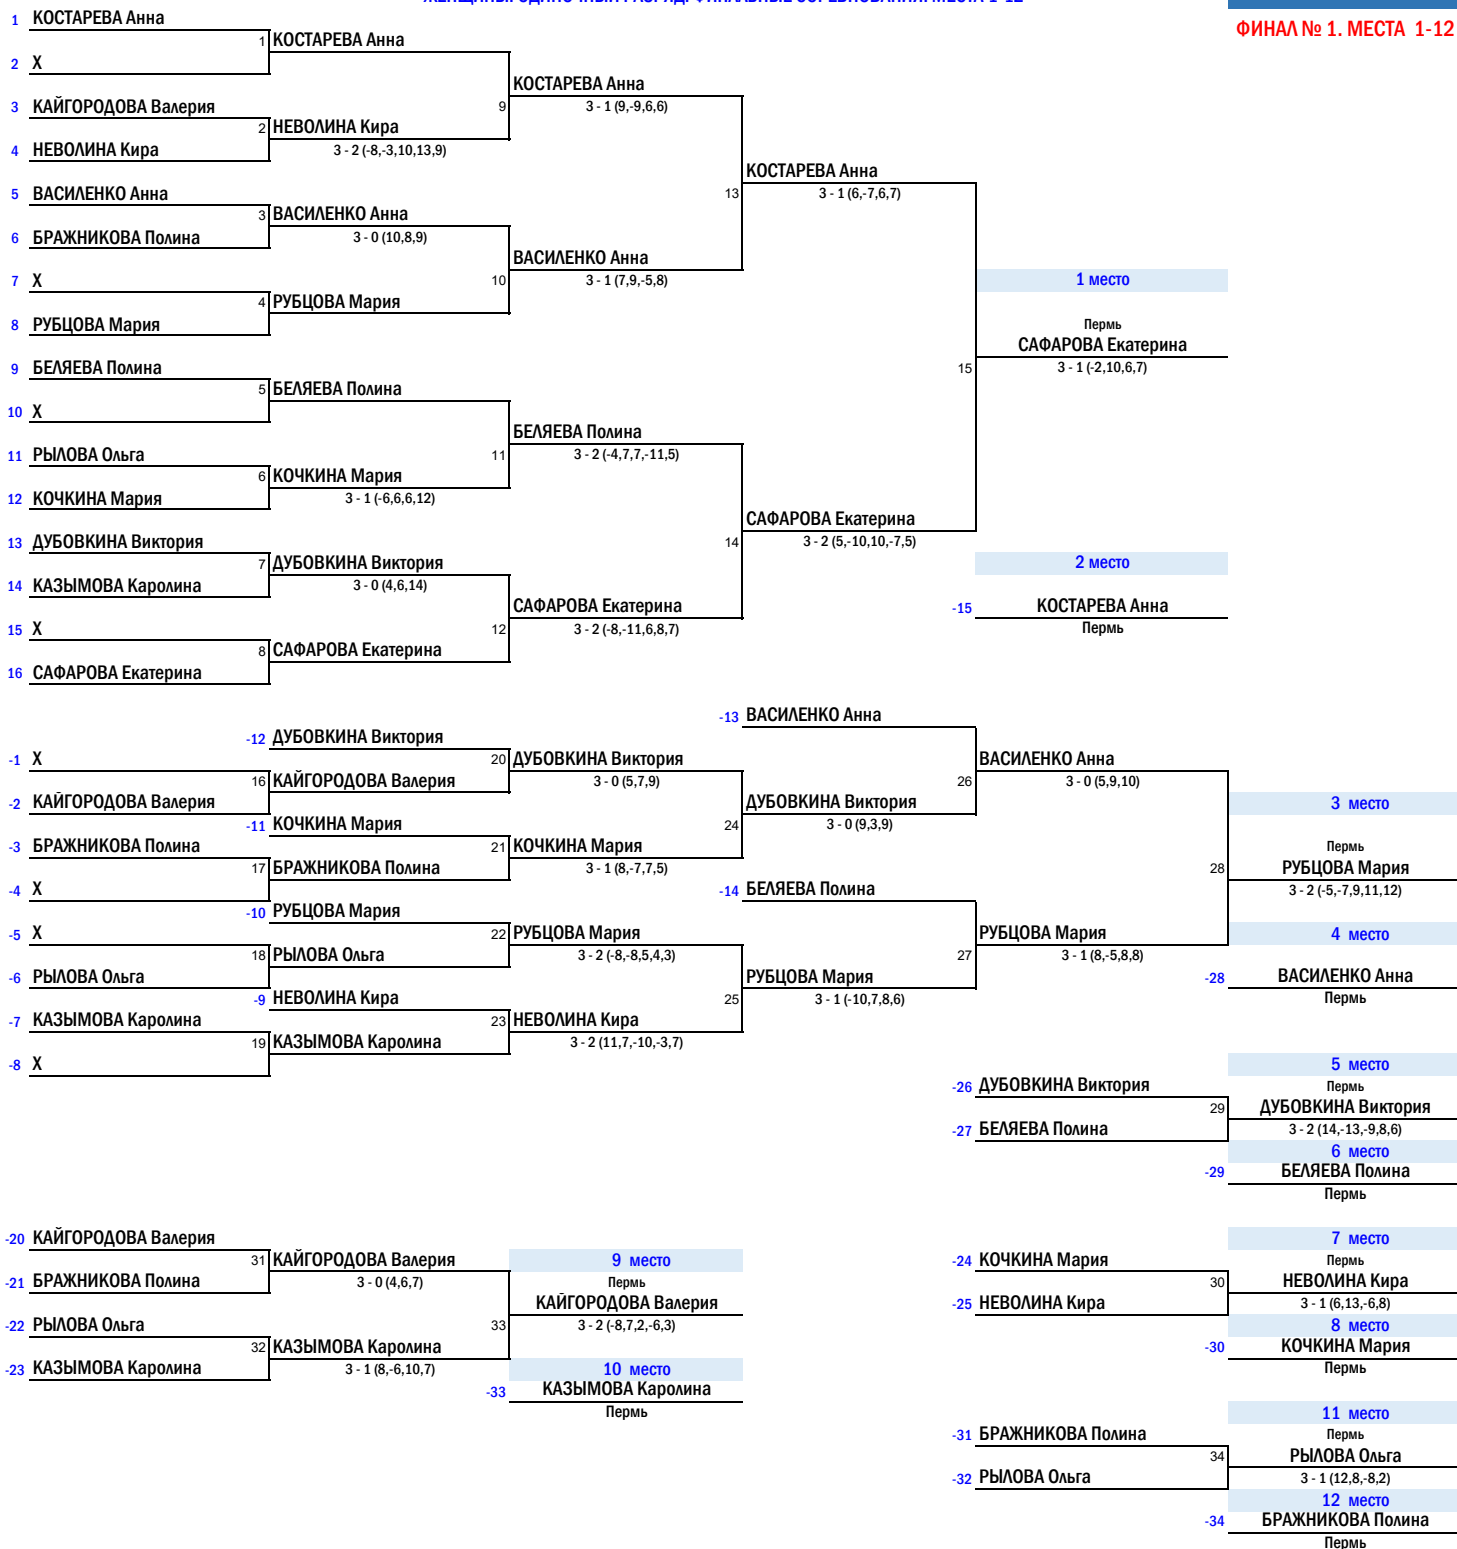 ЖЕНЩИНЫ. ОДИНОЧНЫЙ РАЗРЯД. ФИНАЛЬНЫЕ СОРЕВНОВАНИЯ. МЕСТА 1-12
ФИНАЛ № 1. МЕСТА 1-12
1 КОСТАРЕВА Анна
1 КОСТАРЕВА Анна
2 X
КОСТАРЕВА Анна
3 КАЙГОРОДОВА Валерия
9 3 - 1 (9,-9,6,6)
2 НЕВОЛИНА Кира
4 НЕВОЛИНА Кира
3 - 2 (-8,-3,10,13,9)
КОСТАРЕВА Анна
5 ВАСИЛЕНКО Анна
13 3 - 1 (6,-7,6,7)
3 ВАСИЛЕНКО Анна
6 БРАЖНИКОВА Полина
3 - 0 (10,8,9)
ВАСИЛЕНКО Анна
7 X
10 3 - 1 (7,9,-5,8)
1 место
4 РУБЦОВА Мария
8 РУБЦОВА Мария
Пермь
САФАРОВА Екатерина
9 БЕЛЯЕВА Полина
15 3 - 1 (-2,10,6,7)
5 БЕЛЯЕВА Полина
10 X
БЕЛЯЕВА Полина
11 РЫЛОВА Ольга
11 3 - 2 (-4,7,7,-11,5)
6 КОЧКИНА Мария
12 КОЧКИНА Мария
3 - 1 (-6,6,6,12)
САФАРОВА Екатерина
13 ДУБОВКИНА Виктория
14 3 - 2 (5,-10,10,-7,5)
7 ДУБОВКИНА Виктория
2 место
14 КАЗЫМОВА Каролина
3 - 0 (4,6,14)
САФАРОВА Екатерина
-15 КОСТАРЕВА Анна
15 X
12 3 - 2 (-8,-11,6,8,7)
Пермь
8 САФАРОВА Екатерина
16 САФАРОВА Екатерина
-13 ВАСИЛЕНКО Анна
-12 ДУБОВКИНА Виктория
-1 X
20 ДУБОВКИНА Виктория
ВАСИЛЕНКО Анна
16 КАЙГОРОДОВА Валерия
3 - 0 (5,7,9)
26 3 - 0 (5,9,10)
-2 КАЙГОРОДОВА Валерия
ДУБОВКИНА Виктория
3 место
-11 КОЧКИНА Мария
24 3 - 0 (9,3,9)
-3 БРАЖНИКОВА Полина
21 КОЧКИНА Мария
Пермь
17 БРАЖНИКОВА Полина
3 - 1 (8,-7,7,5)
28 РУБЦОВА Мария
-4 X
-14 БЕЛЯЕВА Полина
3 - 2 (-5,-7,9,11,12)
-10 РУБЦОВА Мария
-5 X
22 РУБЦОВА Мария
РУБЦОВА Мария
4 место
18 РЫЛОВА Ольга
3 - 2 (-8,-8,5,4,3)
27 3 - 1 (8,-5,8,8)
-6 РЫЛОВА Ольга
РУБЦОВА Мария
-28 ВАСИЛЕНКО Анна
-9 НЕВОЛИНА Кира
25 3 - 1 (-10,7,8,6)
Пермь
-7 КАЗЫМОВА Каролина
23 НЕВОЛИНА Кира
19 КАЗЫМОВА Каролина
3 - 2 (11,7,-10,-3,7)
-8 X
5 место
-26 ДУБОВКИНА Виктория
Пермь
29 ДУБОВКИНА Виктория
-27 БЕЛЯЕВА Полина
3 - 2 (14,-13,-9,8,6)
6 место
-29 БЕЛЯЕВА Полина
Пермь
-20 КАЙГОРОДОВА Валерия
7 место
31 КАЙГОРОДОВА Валерия
9 место
-24 КОЧКИНА Мария
Пермь
-21 БРАЖНИКОВА Полина
3 - 0 (4,6,7)
Пермь
30 НЕВОЛИНА Кира
КАЙГОРОДОВА Валерия
-25 НЕВОЛИНА Кира
3 - 1 (6,13,-6,8)
-22 РЫЛОВА Ольга
33 3 - 2 (-8,7,2,-6,3)
8 место
32 КАЗЫМОВА Каролина
-30 КОЧКИНА Мария
-23 КАЗЫМОВА Каролина
3 - 1 (8,-6,10,7)
10 место
Пермь
-33 КАЗЫМОВА Каролина
Пермь
11 место
-31 БРАЖНИКОВА Полина
Пермь
34 РЫЛОВА Ольга
-32 РЫЛОВА Ольга
3 - 1 (12,8,-8,2)
12 место
-34 БРАЖНИКОВА Полина
Пермь